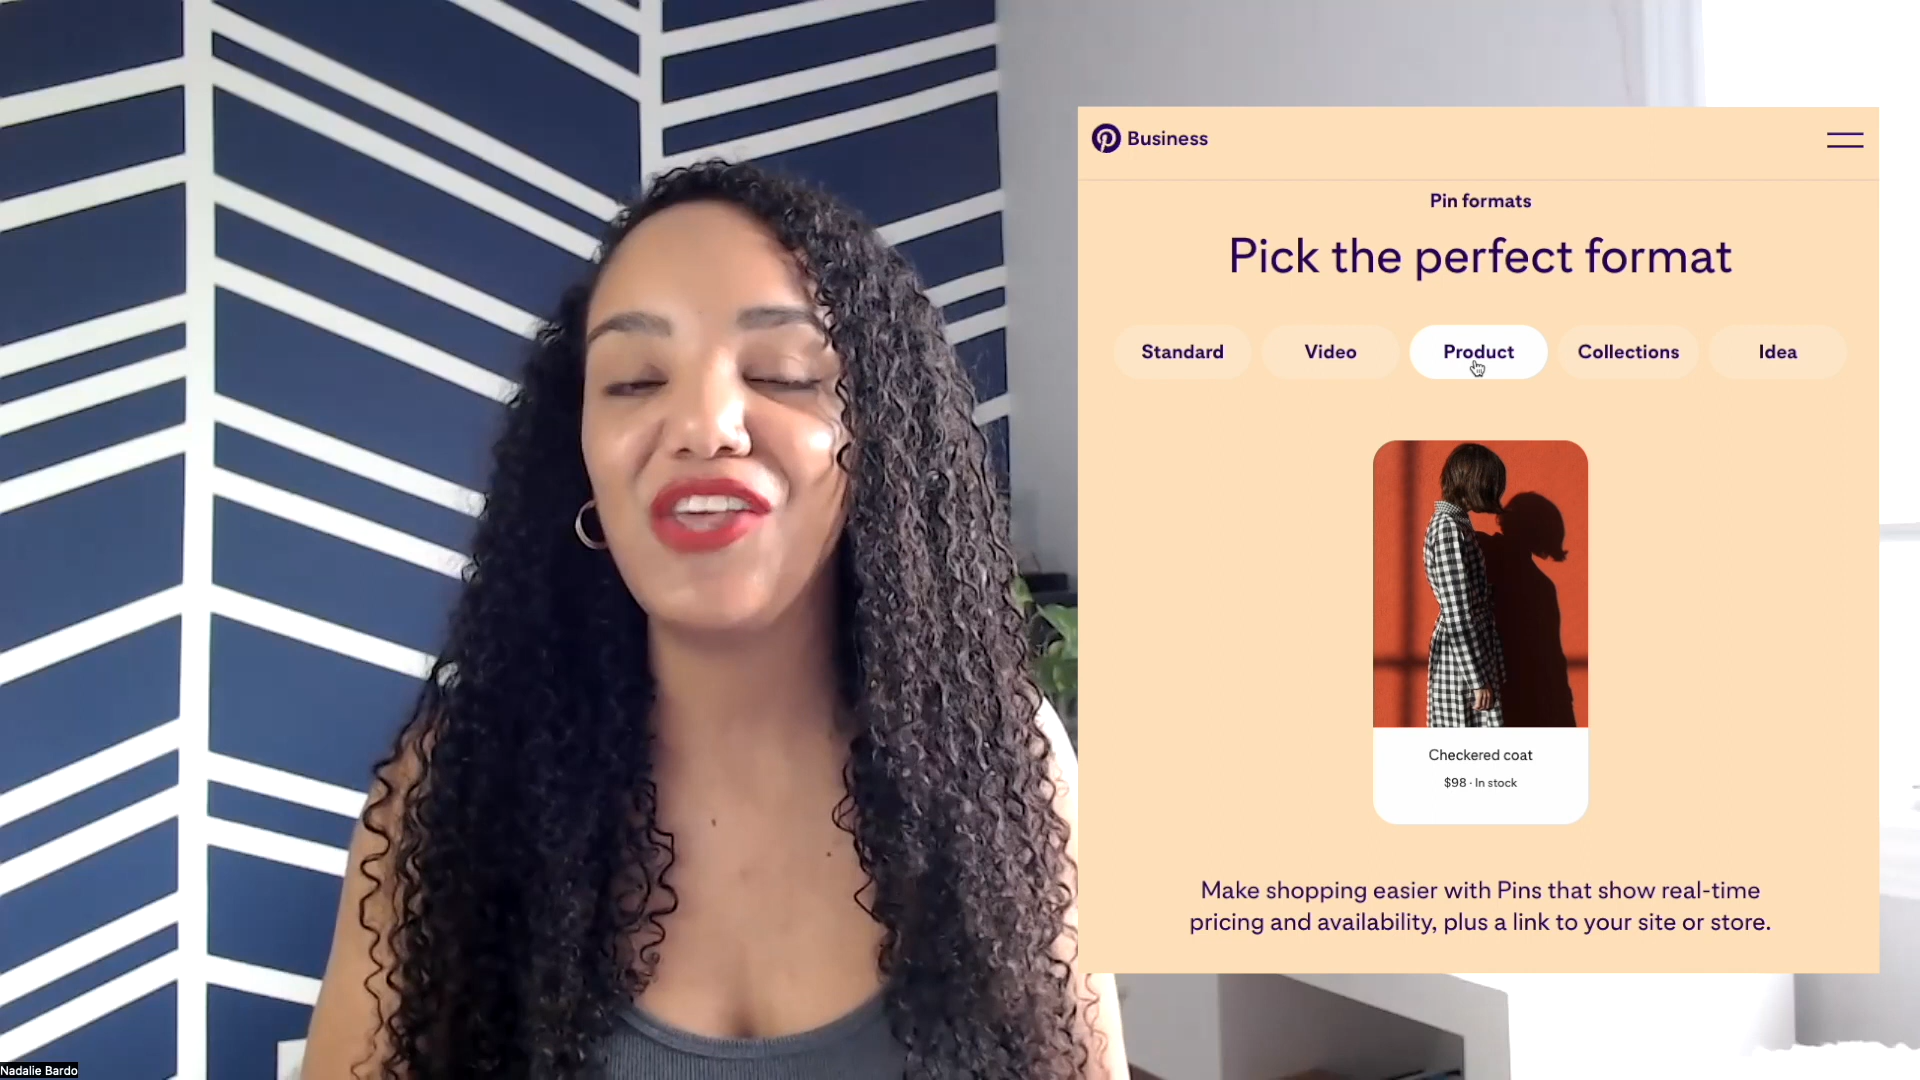 Business
Pin formats
Pick the perfect format
Standard
Video
Product
Collections
Idea
Checkered coat
$98 · In stock
Make shopping easier with Pins that show real-time
pricing and availability, plus a link to your site or store.
Nadalie Bardo